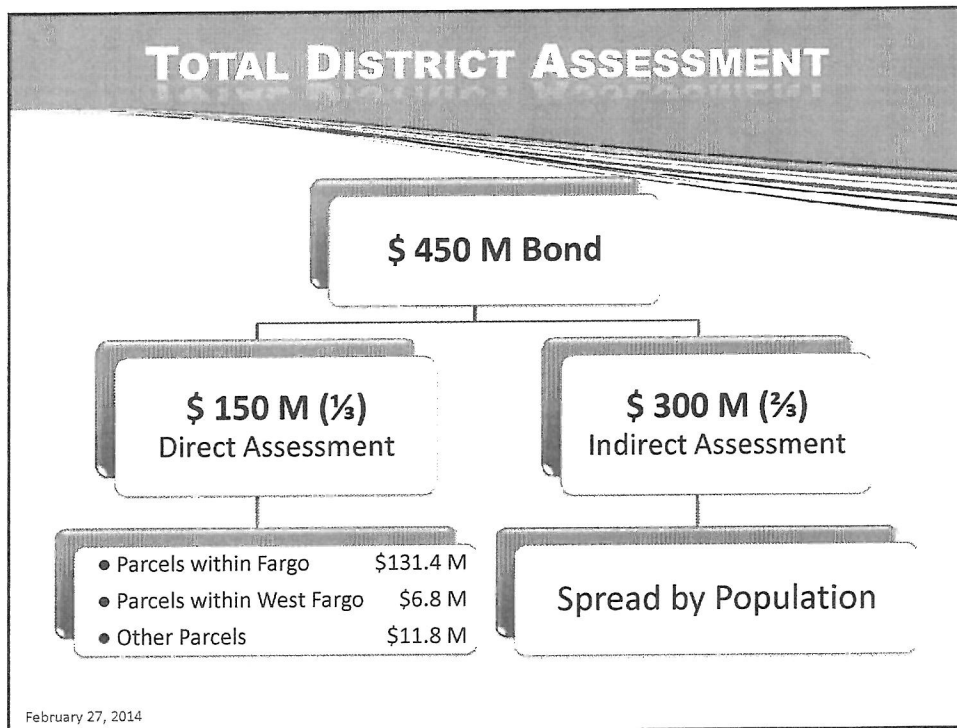 TOTAL DISTRICT ASSESSMENT
$ 450 M Bond
$ 150 M (⅓)
Direct Assessment
$ 300 M (⅔)
Indirect Assessment
• Parcels within Fargo $131.4 M
• Parcels within West Fargo $6.8 M
• Other Parcels $11.8 M
Spread by Population
February 27, 2014